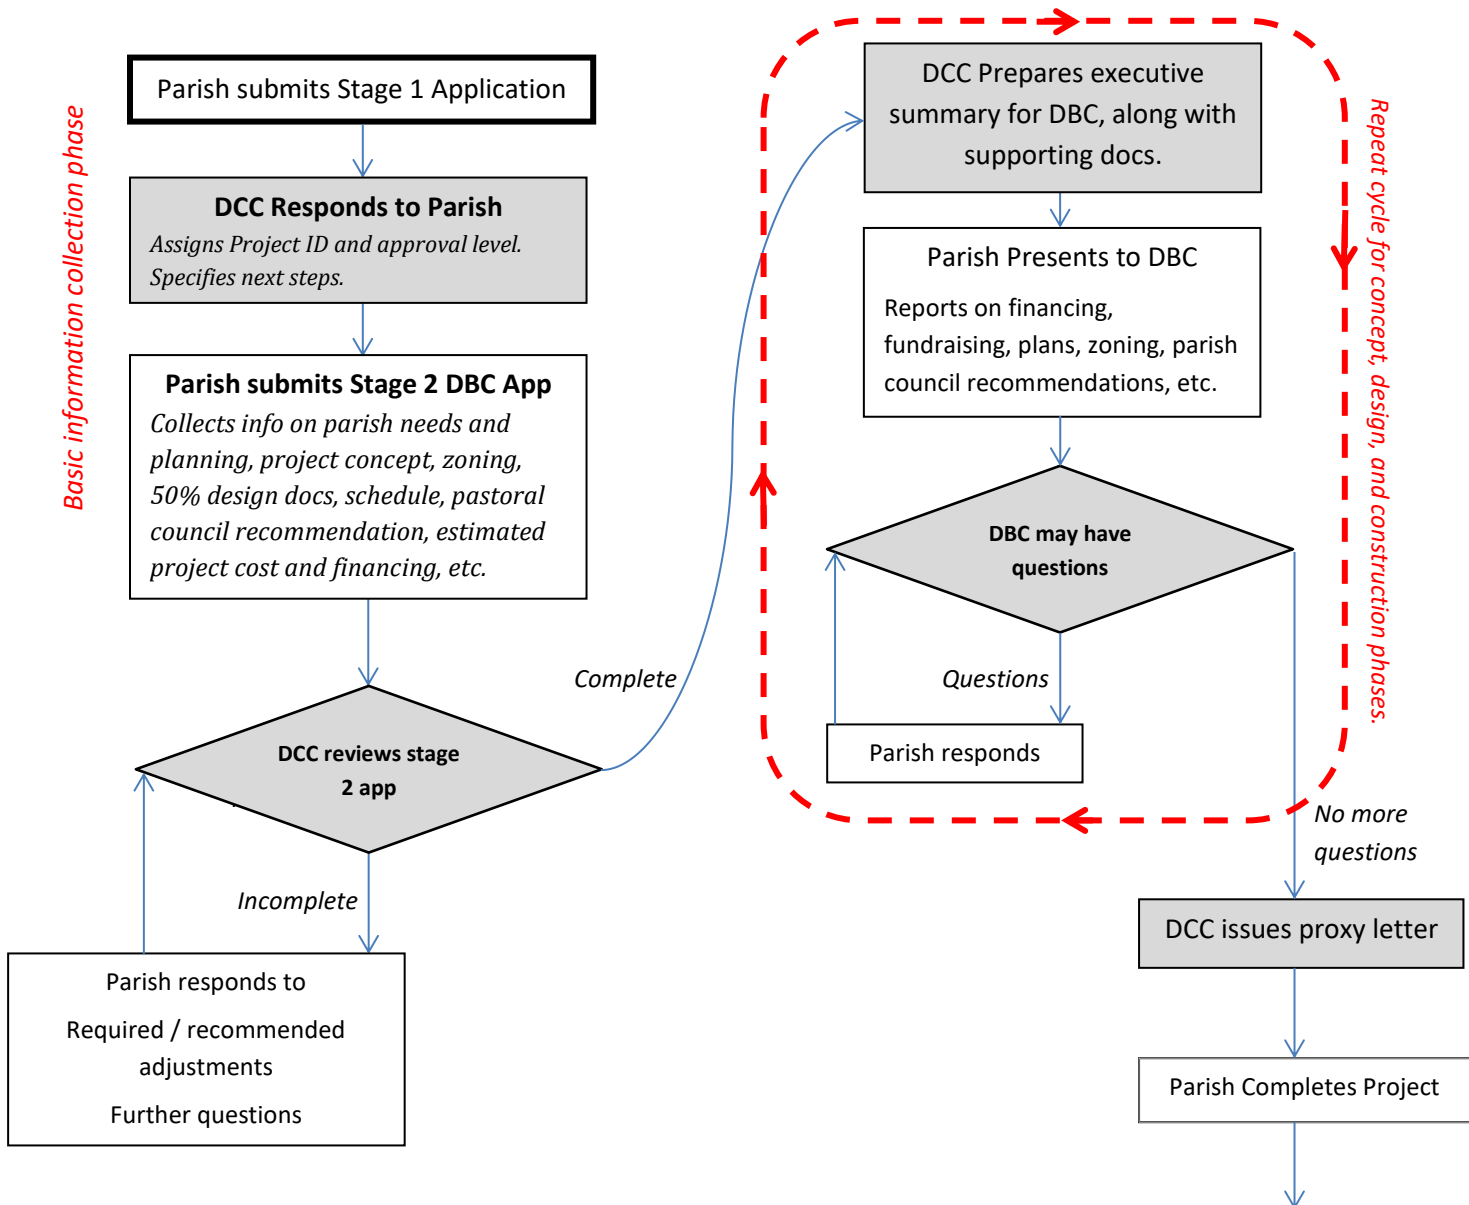 Basic information collection phase
Parish submits Stage 1 Application
DCC Responds to Parish
Assigns Project ID and approval level.
Specifies next steps.
Parish submits Stage 2 DBC App
Collects info on parish needs and
planning, project concept, zoning,
50% design docs, schedule, pastoral
council recommendation, estimated
project cost and financing, etc.
DCC reviews stage
2 app
Complete
Incomplete
Parish responds to
Required / recommended
adjustments
Further questions
DCC Prepares executive
summary for DBC, along with
supporting docs.
Parish Presents to DBC
Reports on financing,
fundraising, plans, zoning, parish
council recommendations, etc.
DBC may have
questions
Questions
Parish responds
Repeat cycle for concept, design, and construction phases.
No more
questions
DCC issues proxy letter
Parish Completes Project